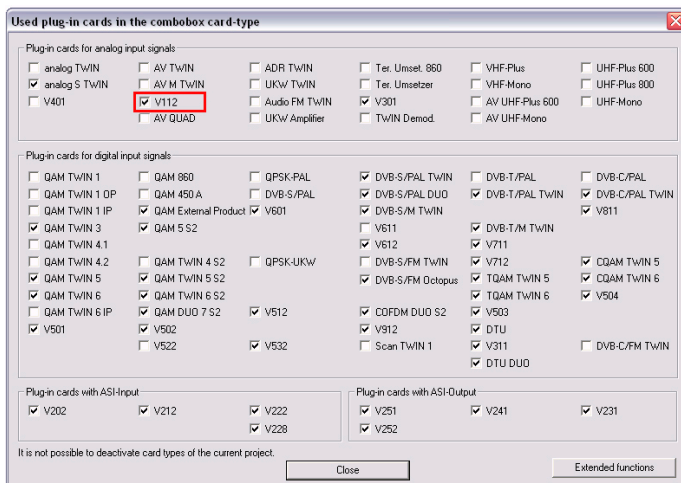 Used plug-in cards in the combobox card-type
Plug-in cards for analog input signals
analog TWIN AV TWIN ADR TWIN Ter. Umset. 860 VHF-Plus UHF-Plus 600
analog S TWIN AV M TWIN UKW TWIN Ter. Umsetzer VHF-Mono UHF-Plus 800
V401 V112 Audio FM TWIN V301 AV UHF-Plus 600 UHF-Mono
AV QUAD UKW Amplifier TWIN Demod. AV UHF-Mono
Plug-in cards for digital input signals
QAM TWIN 1 QAM 860 QPSK-PAL DVB-S/PAL TWIN DVB-T/PAL DVB-C/PAL
QAM TWIN 1 OP QAM 450 A DVB-S/PAL DVB-S/PAL DUO DVB-T/PAL TWIN DVB-C/PAL TWIN
QAM TWIN 1 IP QAM External Product V601 DVB-S/M TWIN V811
QAM TWIN 3 QAM 5 S2 V611 DVB-T/M TWIN
QAM TWIN 4.1 V612 V711
QAM TWIN 4.2 QAM TWIN 4 S2 QPSK-UKW DVB-S/FM TWIN V712 CQAM TWIN 5
QAM TWIN 5 QAM TWIN 5 S2 DVB-S/FM Octopus TQAM TWIN 5 CQAM TWIN 6
QAM TWIN 6 QAM TWIN 6 S2 TQAM TWIN 6 V504
QAM TWIN 6 IP QAM DUO 7 S2 V512 COFDM DUO S2 V503
V501 V502 V912 DTU
V522 V532 Scan TWIN 1 V311 DVB-C/FM TWIN
DTU DUO
Plug-in cards with ASI-Input Plug-in cards with ASI-Output
V202 V212 V222 V251 V241 V231
V228 V252
It is not possible to deactivate card types of the current project.
Close Extended functions